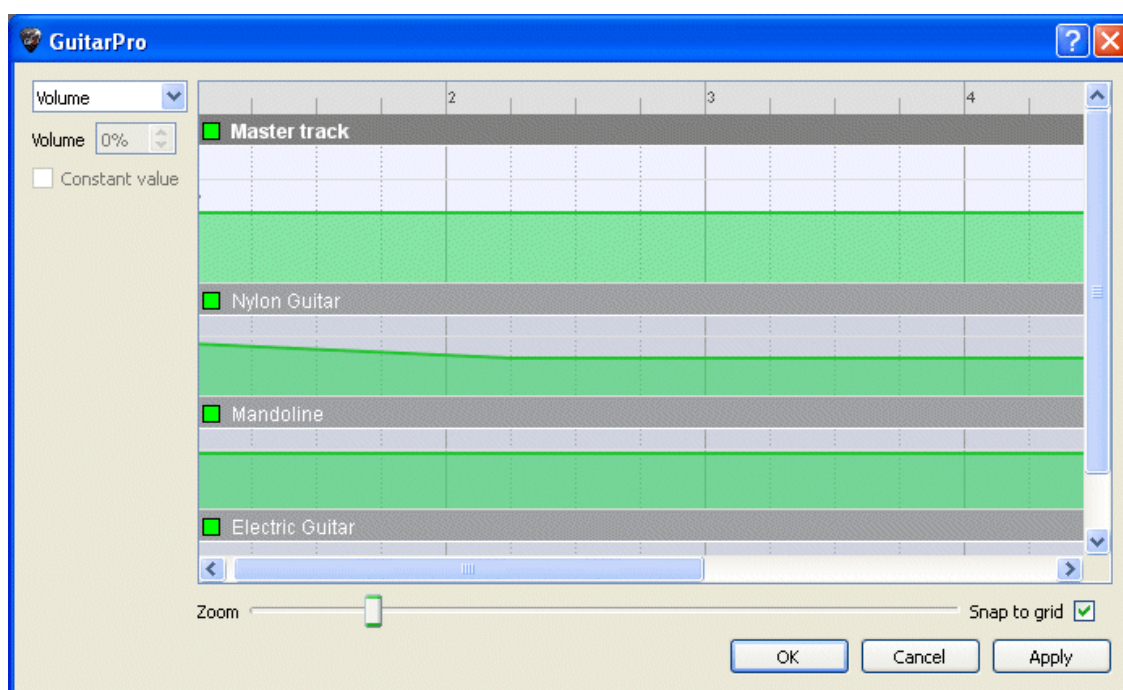 GuitarPro
Volume
Volume 0%
Constant value
2 3 4
Master track
Nylon Guitar
Mandoline
Electric Guitar
Zoom
Snap to grid
OK Cancel Apply